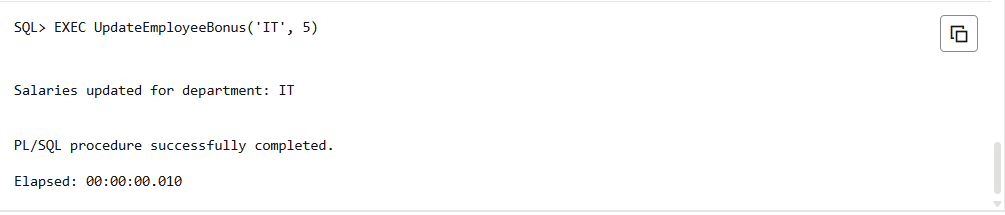 SQL> EXEC UpdateEmployeeBonus('IT', 5)
Salaries updated for department: IT
PL/SQL procedure successfully completed.
Elapsed: 00:00:00.010